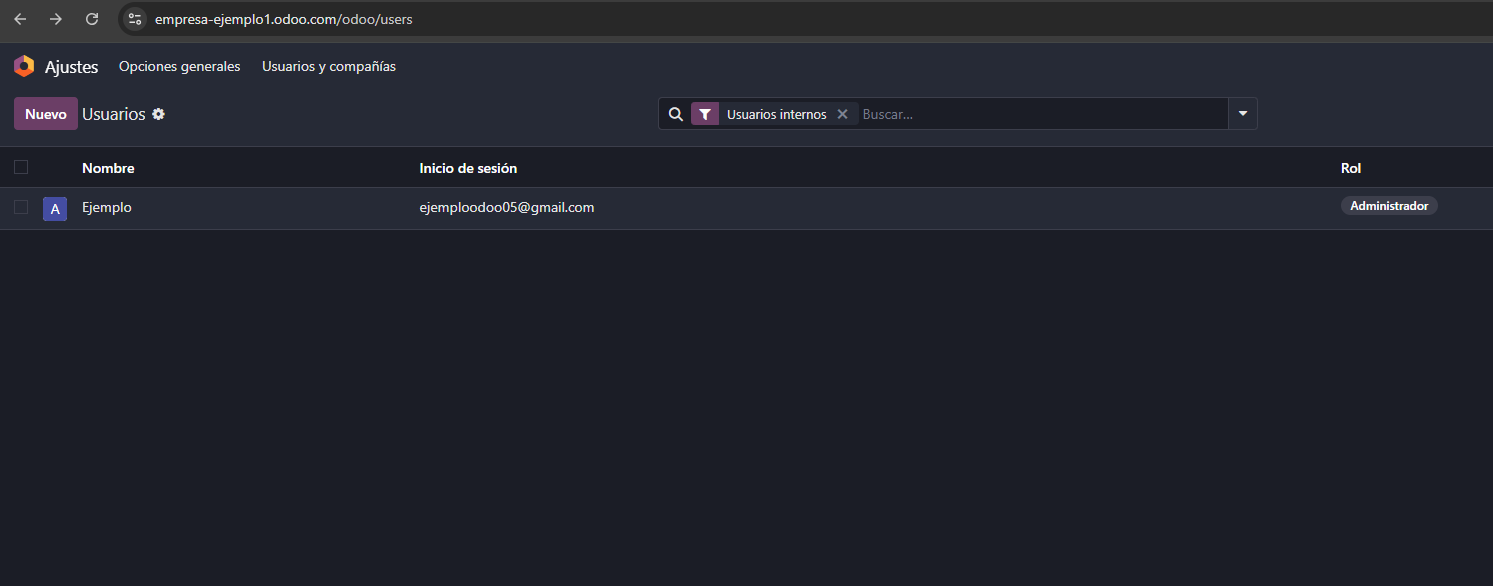 empresa-ejemplo1.odoo.com/odoo/users
Ajustes Opciones generales Usuarios y compañías
Nuevo Usuarios Usuarios internos Buscar...
Nombre Inicio de sesión Rol
A Ejemplo ejemploodoo05@gmail.com Administrador